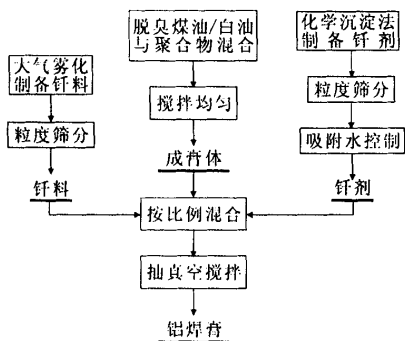 脱臭煤油/白油
与聚合物混合
化学沉淀法
制备钎剂
大气雾化
制备钎料
搅拌均匀
粒度筛分
粒度筛分
成膏体
吸附水控制
钎料
按比例混合
钎剂
抽真空搅拌
铝焊膏